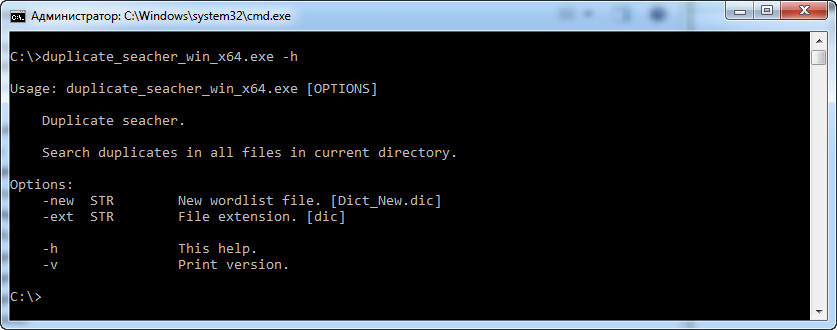 Администратор: C:\Windows\system32\cmd.exe
C:\>duplicate_seacher_win_x64.exe -h
Usage: duplicate_seacher_win_x64.exe [OPTIONS]
Duplicate seacher.
Search duplicates in all files in current directory.
Options:
-new STR New wordlist file. [Dict_New.dic]
-ext STR File extension. [dic]
-h This help.
-v Print version.
C:\>